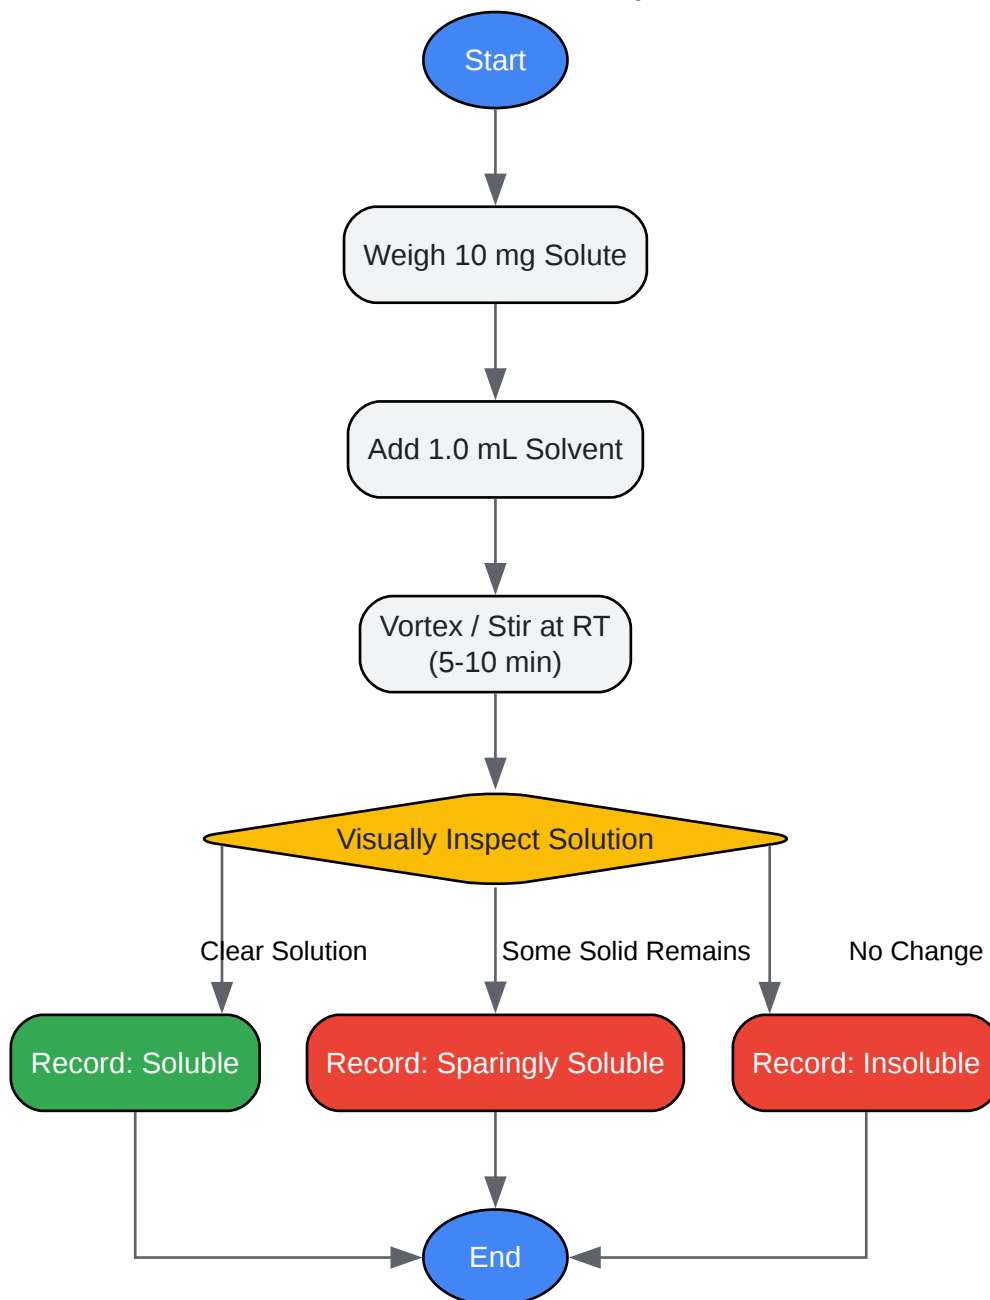 Start
Weigh 10 mg Solute
Add 1.0 mL Solvent
Vortex / Stir at RT
(5-10 min)
Visually Inspect Solution
Clear Solution
Some Solid Remains
No Change
Record: Soluble
Record: Sparingly Soluble
Record: Insoluble
End